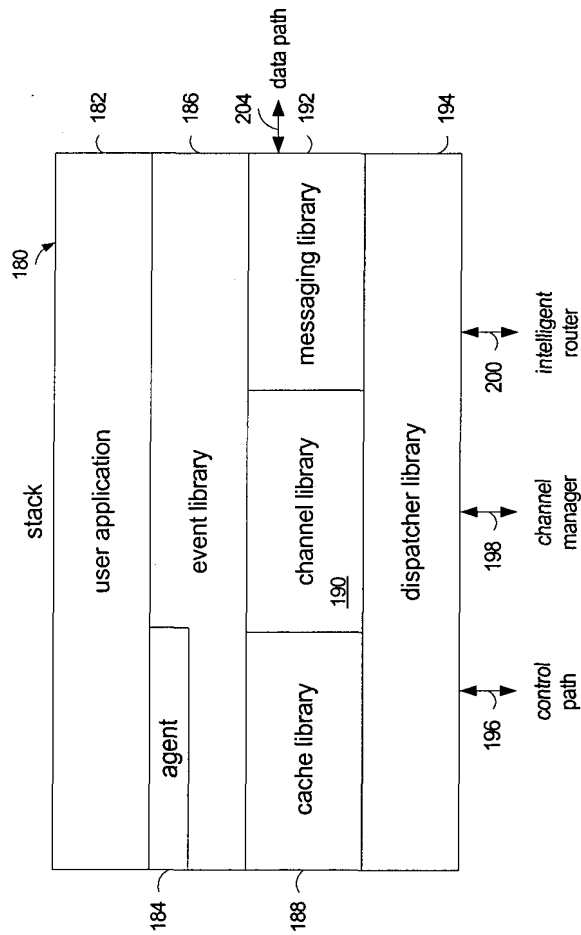 stack
180
user application
182
agent
184
event library
186
204
data path
cache library
188
channel library
190
messaging library
192
dispatcher library
194
196
198
200
control
path
channel
manager
intelligent
router